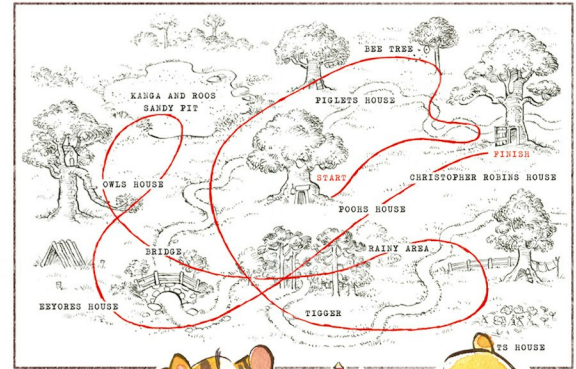 BEE TREE
KANGA AND ROOS
SANDY PIT
PIGLETS HOUSE
FINISH
START
CHRISTOPHER ROBINS HOUSE
OWLS HOUSE
POOHS HOUSE
BRIDGE
RAINY AREA
EEYORES HOUSE
TIGGER
TS HOUSE